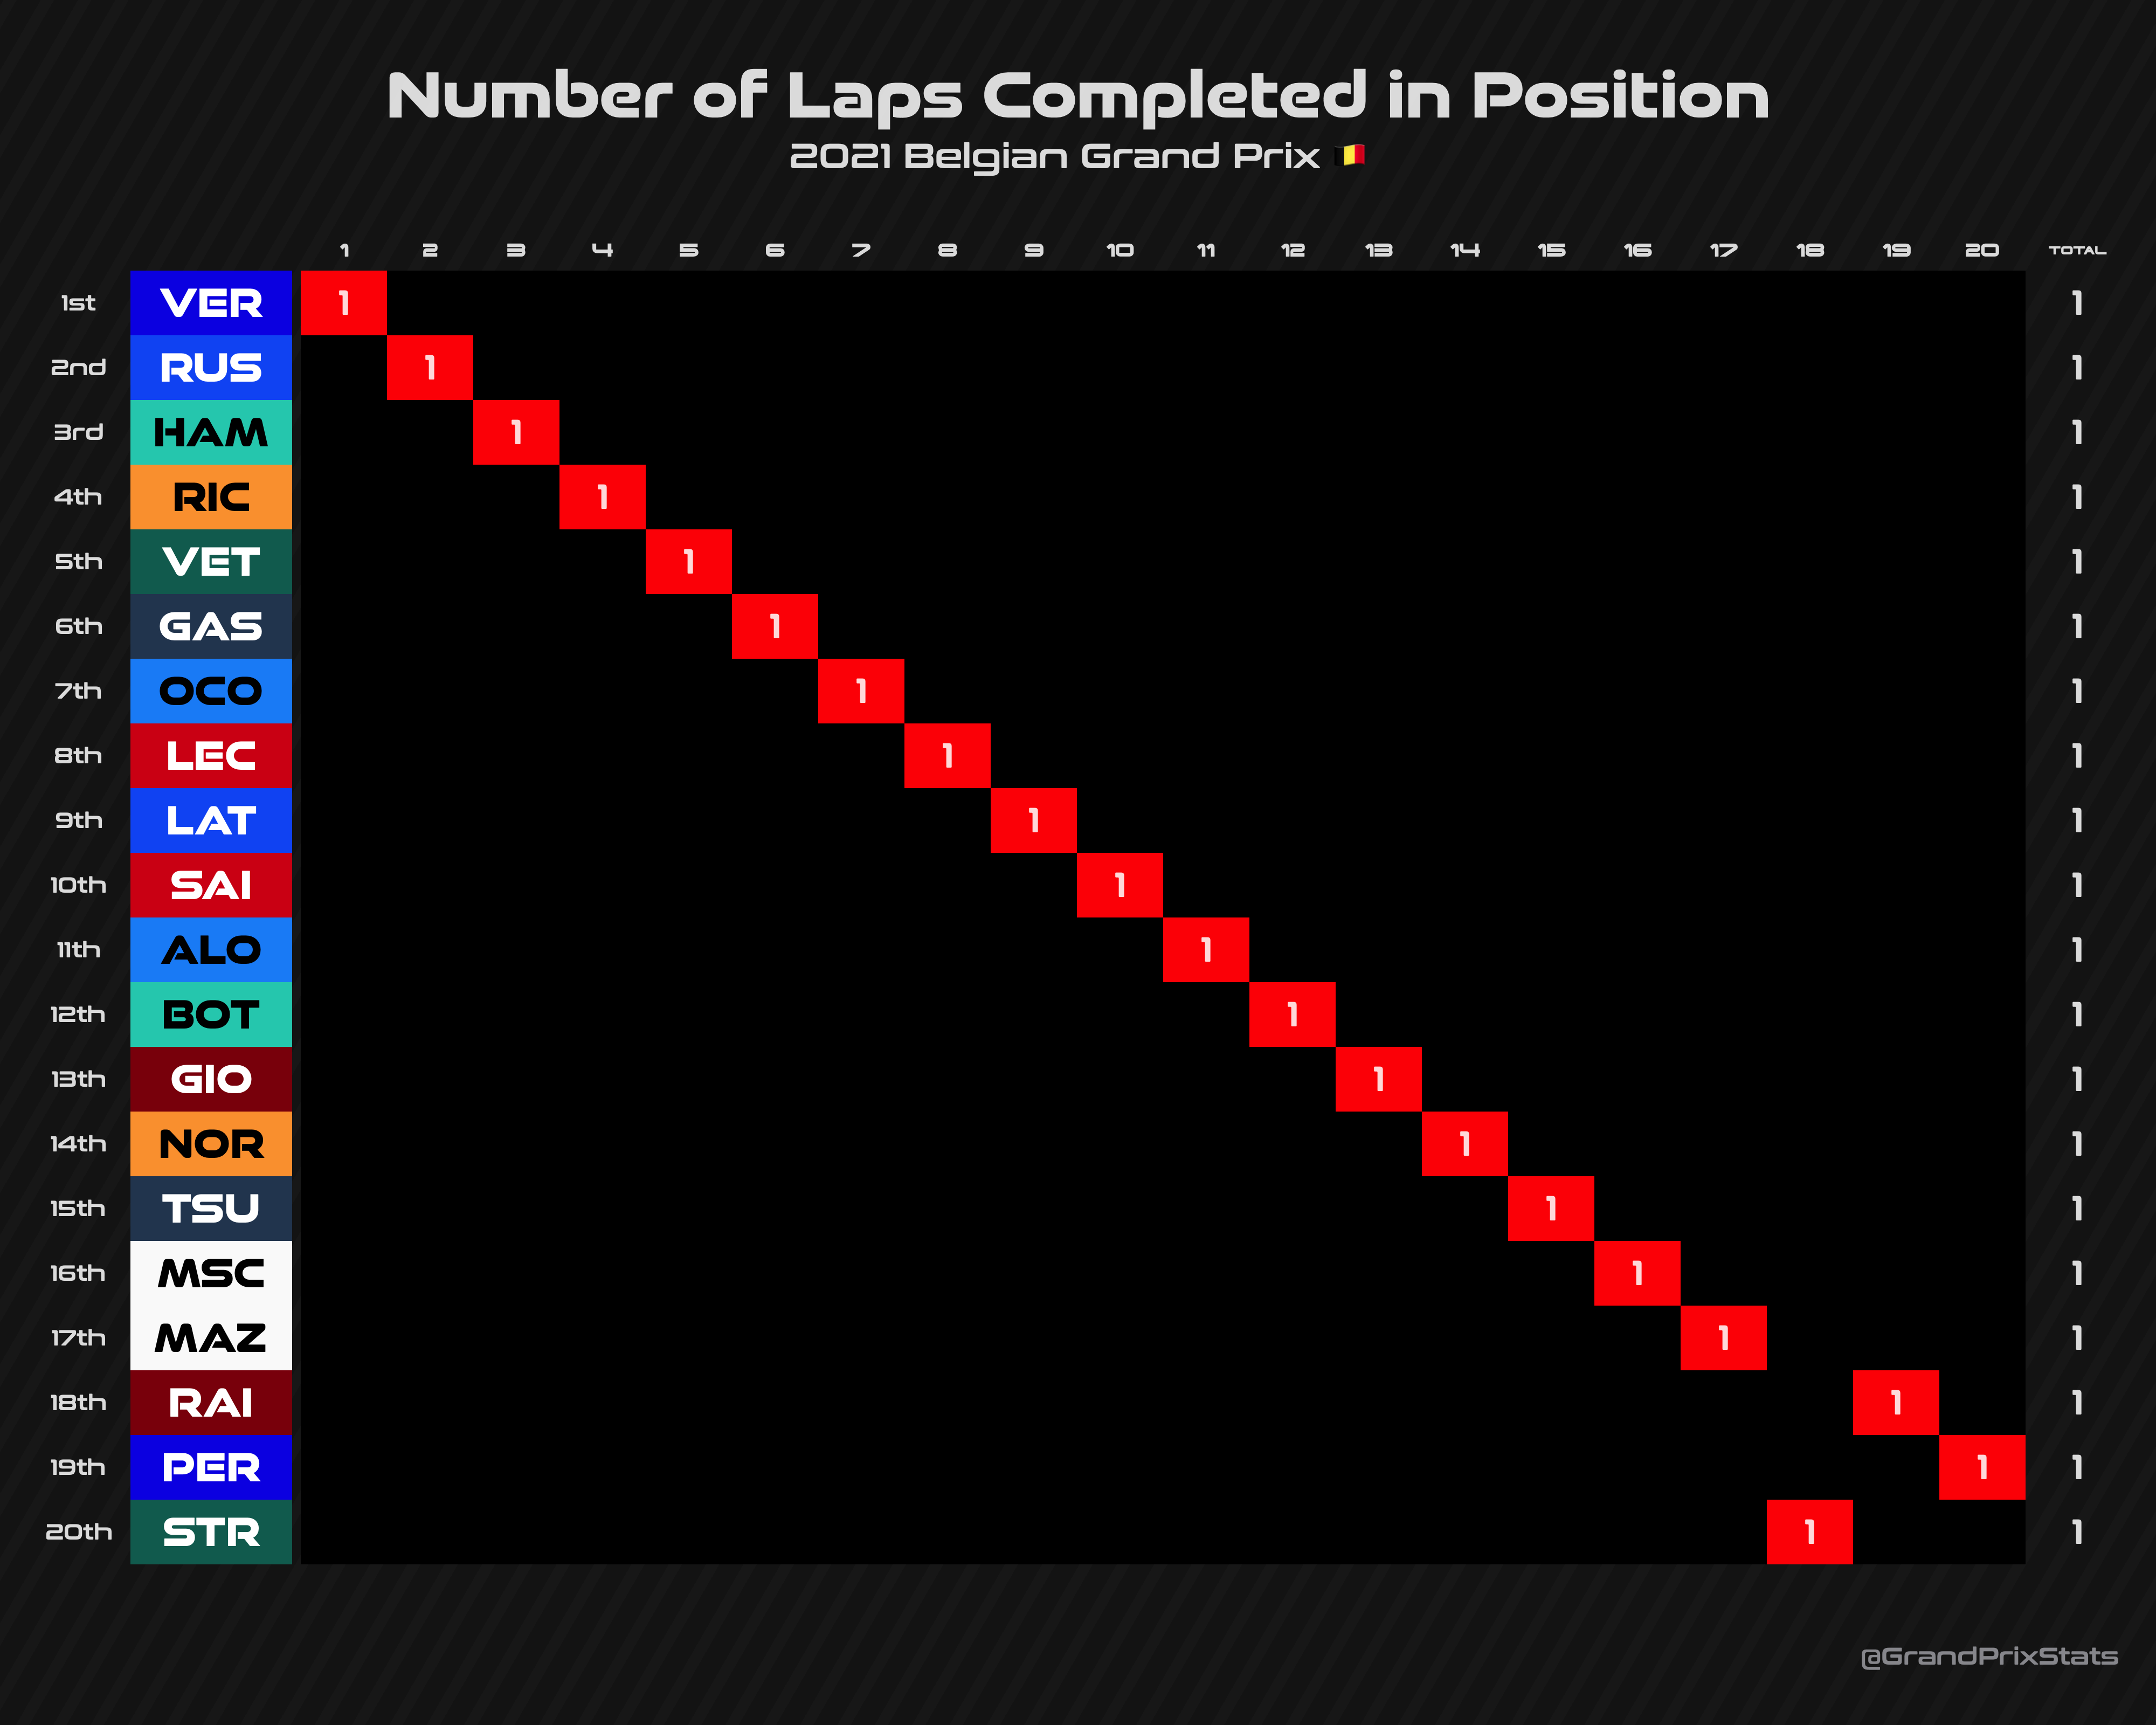 Number of Laps Completed in Position
2021 Belgian Grand Prix 🇧🇪
1 2 3 4 5 6 7 8 9 10 11 12 13 14 15 16 17 18 19 20 TOTAL
1st VER 1 1
2nd RUS 1 1
3rd HAM 1 1
4th RIC 1 1
5th VET 1 1
6th GAS 1 1
7th OCO 1 1
8th LEC 1 1
9th LAT 1 1
10th SAI 1 1
11th ALO 1 1
12th BOT 1 1
13th GIO 1 1
14th NOR 1 1
15th TSU 1 1
16th MSC 1 1
17th MAZ 1 1
18th RAI 1 1
19th PER 1 1
20th STR 1 1
@GrandPrixStats